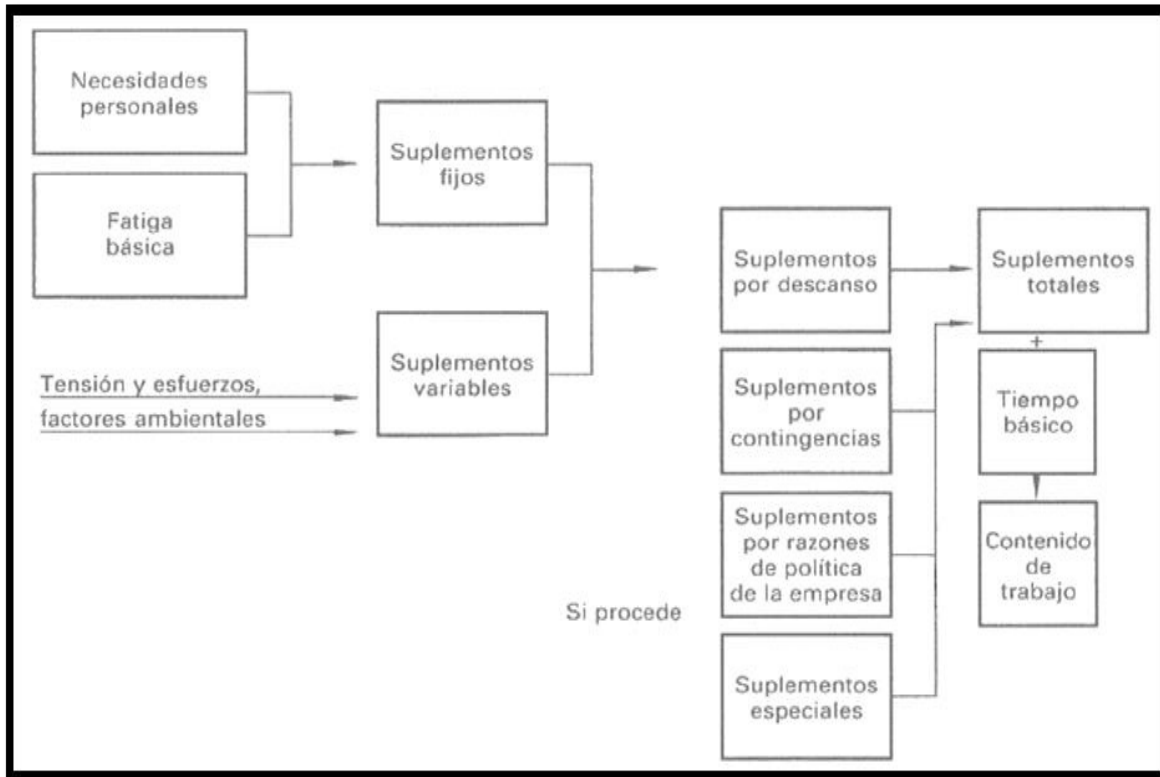 Necesidades
personales
Fatiga
básica
Tensión y esfuerzos,
factores ambientales
Suplementos
fijos
Suplementos
variables
Suplementos
por descanso
Suplementos
por
contingencias
Suplementos
por razones
de política
de la empresa
Si procede
Suplementos
especiales
Suplementos
totales
+
Tiempo
básico
Contenido
de
trabajo